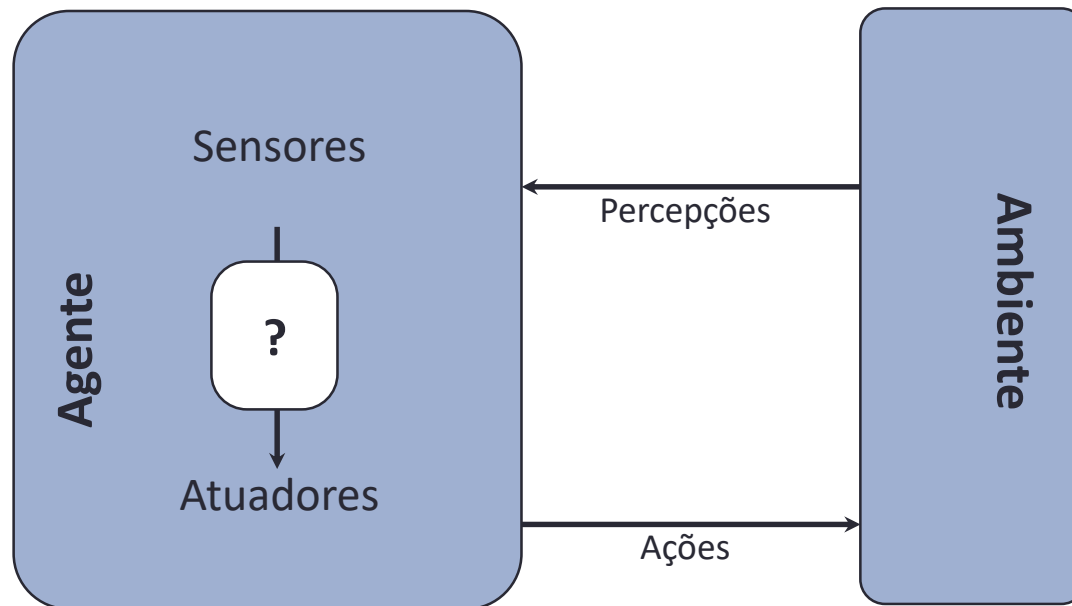 Sensores
Percepções
Agente
?
Ambiente
Atuadores
Ações